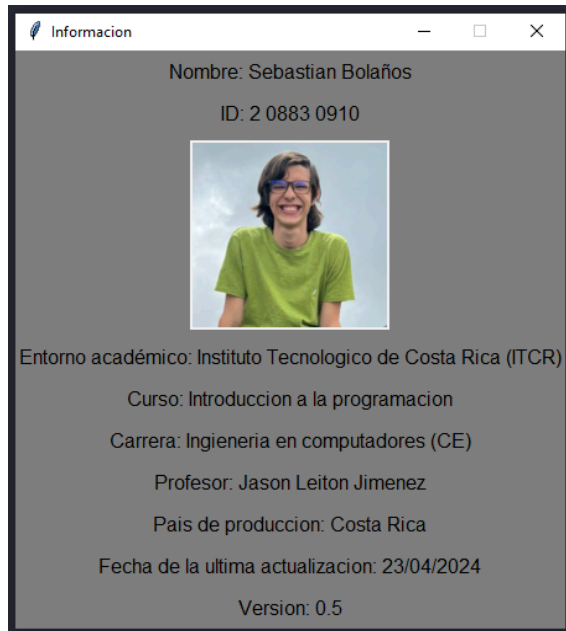 Informacion
Nombre: Sebastian Bolaños
ID: 2 0883 0910
Entorno académico: Instituto Tecnologico de Costa Rica (ITCR)
Curso: Introduccion a la programacion
Carrera: Ingieneria en computadores (CE)
Profesor: Jason Leiton Jimenez
Pais de produccion: Costa Rica
Fecha de la ultima actualizacion: 23/04/2024
Version: 0.5